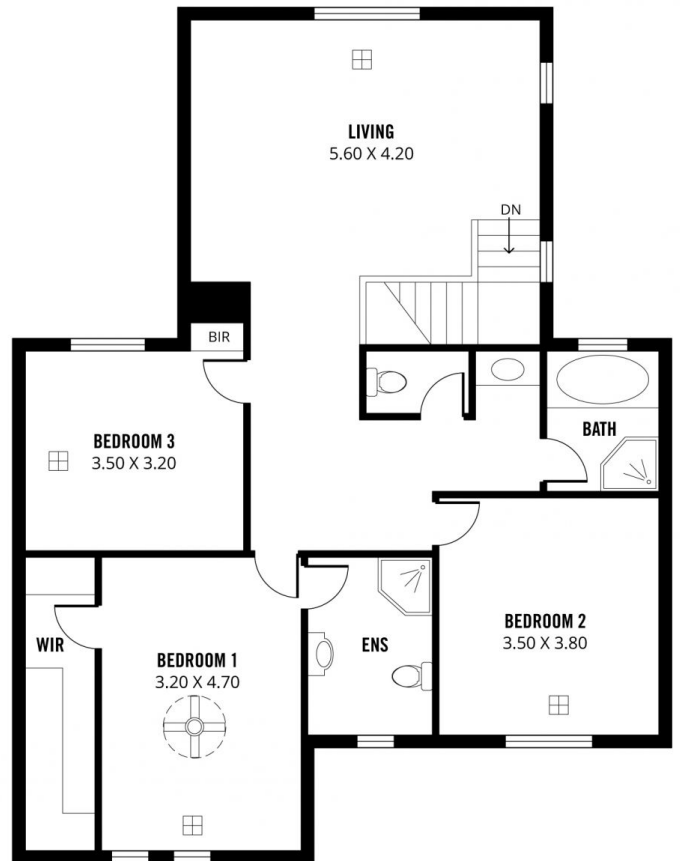 LIVING
5.60 X 4.20
DN
BIR
BEDROOM 3
3.50 X 3.20
BATH
WIR
BEDROOM 1
3.20 X 4.70
ENS
BEDROOM 2
3.50 X 3.80